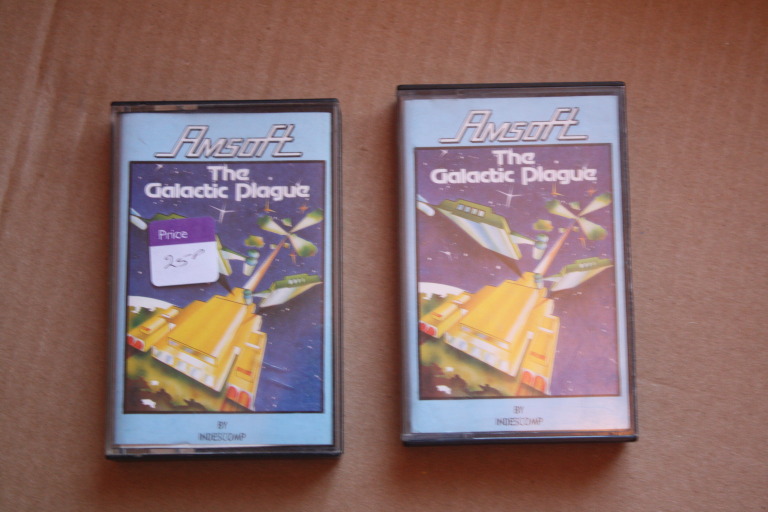 Amsoft
The
Galactic Plague
Price
25P
BY
INDESCOMP
Amsoft
The
Galactic Plague
BY
INDESCOMP